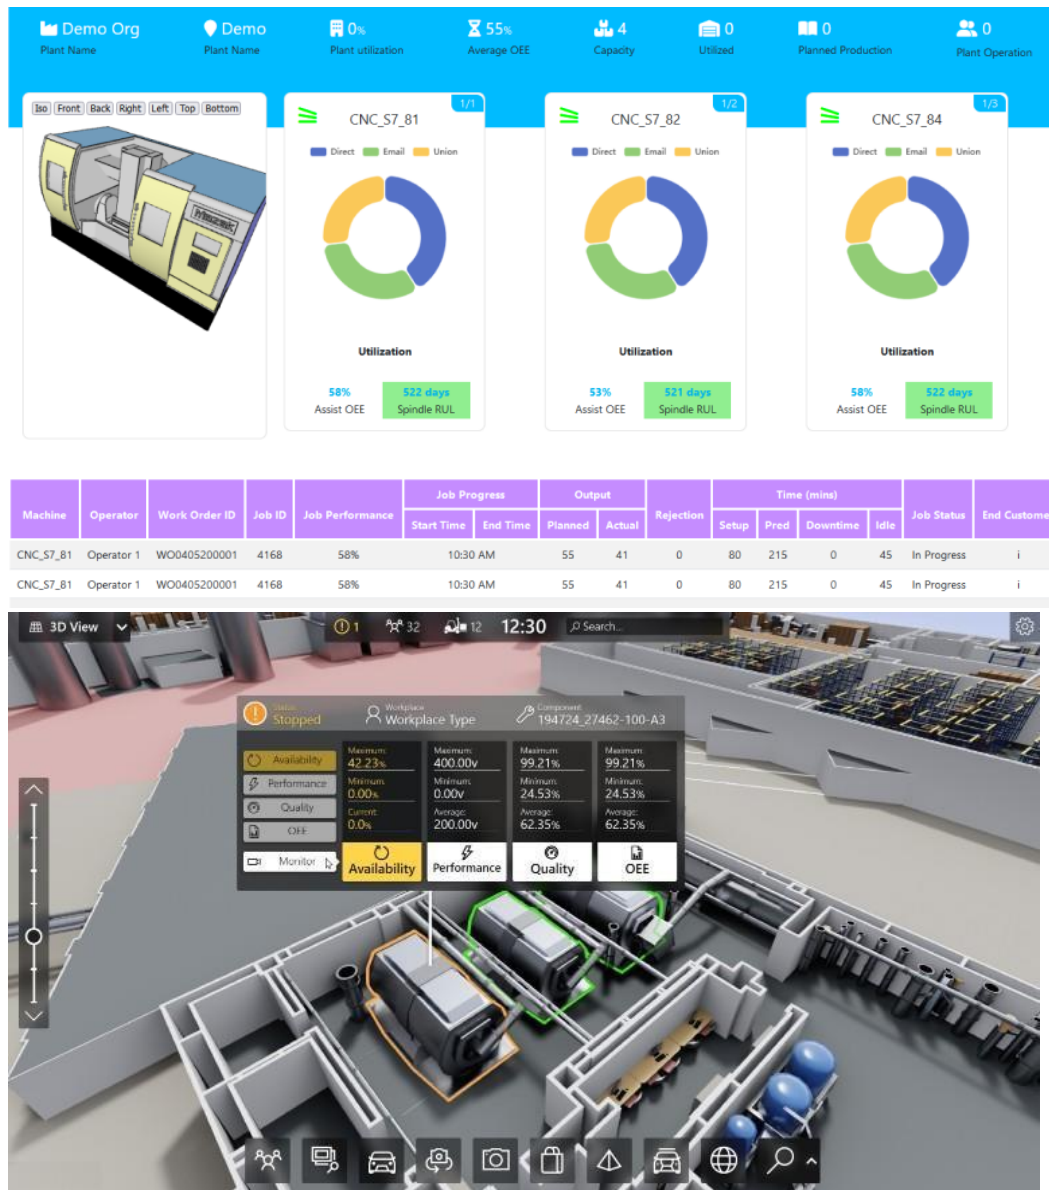 Demo Org
Plant Name
Demo
Plant Name
0%
Plant utilization
55%
Average OEE
4
Capacity
0
Utilized
0
Planned Production
0
Plant Operation
Iso Front Back Right Left Top Bottom
Mazak
1/1
CNC_S7_81
Direct Email Union
Utilization
58%
Assist OEE
522 days
Spindle RUL
1/2
CNC_S7_82
Direct Email Union
Utilization
53%
Assist OEE
521 days
Spindle RUL
1/3
CNC_S7_84
Direct Email Union
Utilization
58%
Assist OEE
522 days
Spindle RUL
Job Progress Output Time (mins)
Machine Operator Work Order ID Job ID Job Performance Rejection Job Status End Custome
Start Time End Time Planned Actual Setup Pred Downtime Idle
CNC_S7_81 Operator 1 WO0405200001 4168 58% 10:30 AM 55 41 0 80 215 0 45 In Progress i
CNC_S7_81 Operator 1 WO0405200001 4168 58% 10:30 AM 55 41 0 80 215 0 45 In Progress i
3D View 1 32 12 12:30 Search...
Status
Stopped
Workplace
Workplace Type
Component
194724_27462-100-A3
Availability
Performance
Quality
OEE
Monitor
Maximum:
42.23%
Minimum:
0.00%
Current:
0.0%
Availability
Maximum:
400.00v
Minimum:
0.00v
Average:
200.00v
Performance
Maximum:
99.21%
Minimum:
24.53%
Average:
62.35%
Quality
Maximum:
99.21%
Minimum:
24.53%
Average:
62.35%
OEE